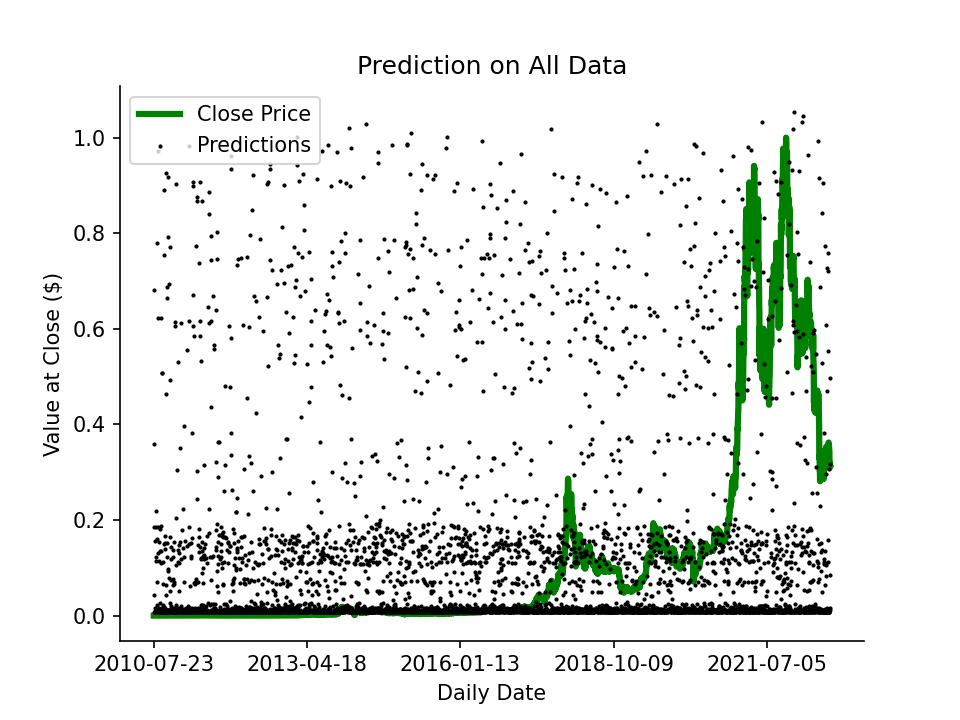 Prediction on All Data
Close Price
Predictions
Value at Close ($)
1.0
0.8
0.6
0.4
0.2
0.0
2010-07-23 2013-04-18 2016-01-13 2018-10-09 2021-07-05
Daily Date